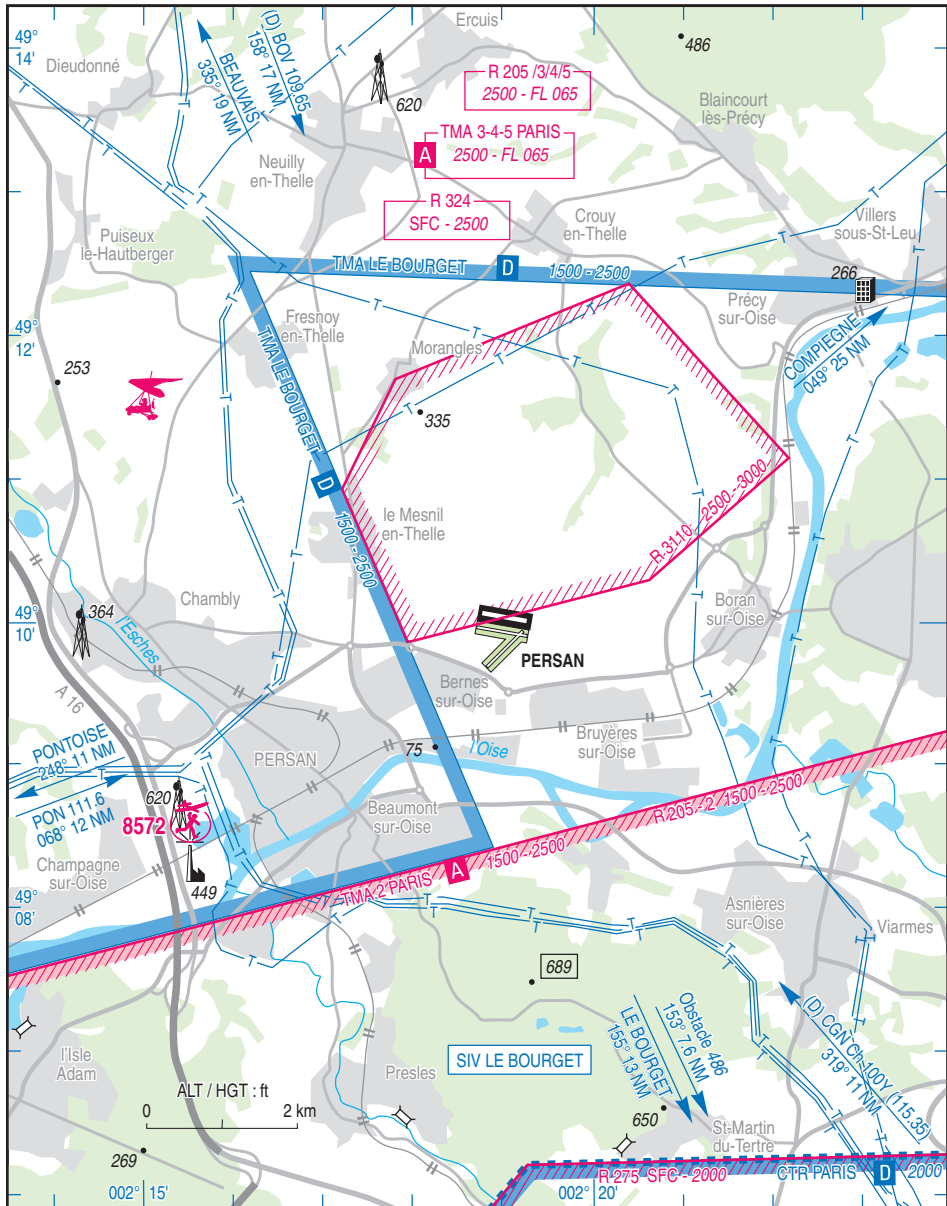 49°
14'
Ercuis
486
Dieudonné
(D) BOV 109.65
158° 17 NM
BEAUVAIS
335° 19 NM
620
R 205 /3/4/5
2500 - FL 065
Blaincourt
lès-Précy
TMA 3-4-5 PARIS
A
2500 - FL 065
Neuilly
en-Thelle
R 324
SFC - 2500
Crouy
en-Thelle
Villers
sous-St-Leu
Puiseux
le-Hautberger
TMA LE BOURGET
D
1500 - 2500
266
49°
12'
Fresnoy
en-Thelle
Précy
sur-Oise
Morangles
COMPIEGNE
049° 25 NM
253
TMA LE BOURGET
D
1500 - 2500
335
le Mesnil
en-Thelle
R 3110 - 2500 - 3000
49°
10'
364
Chambly
l'Esches
Boran
sur-Oise
PERSAN
A 16
Bernes
sur-Oise
PONTOISE
248° 11 NM
PON 111.6
068° 12 NM
PERSAN
75
l'Oise
Bruyères
sur-Oise
620
8572
Beaumont
sur-Oise
R 205 - 2 1500 - 2500
Champagne
sur-Oise
449
TMA 2 PARIS
A
1500 - 2500
49°
08'
Asnières
sur-Oise
Viarmes
689
(D) CGN Ch 100Y (115.35)
319° 11 NM
Obstade 486
153° 7.6 NM
LE BOURGET
155° 13 NM
l'Isle
Adam
SIV LE BOURGET
Presles
ALT / HGT : ft
0
2 km
650
St-Martin
du-Tertre
269
R 275 SFC - 2000
CTR PARIS
D
2000
002° 15'
002° 20'